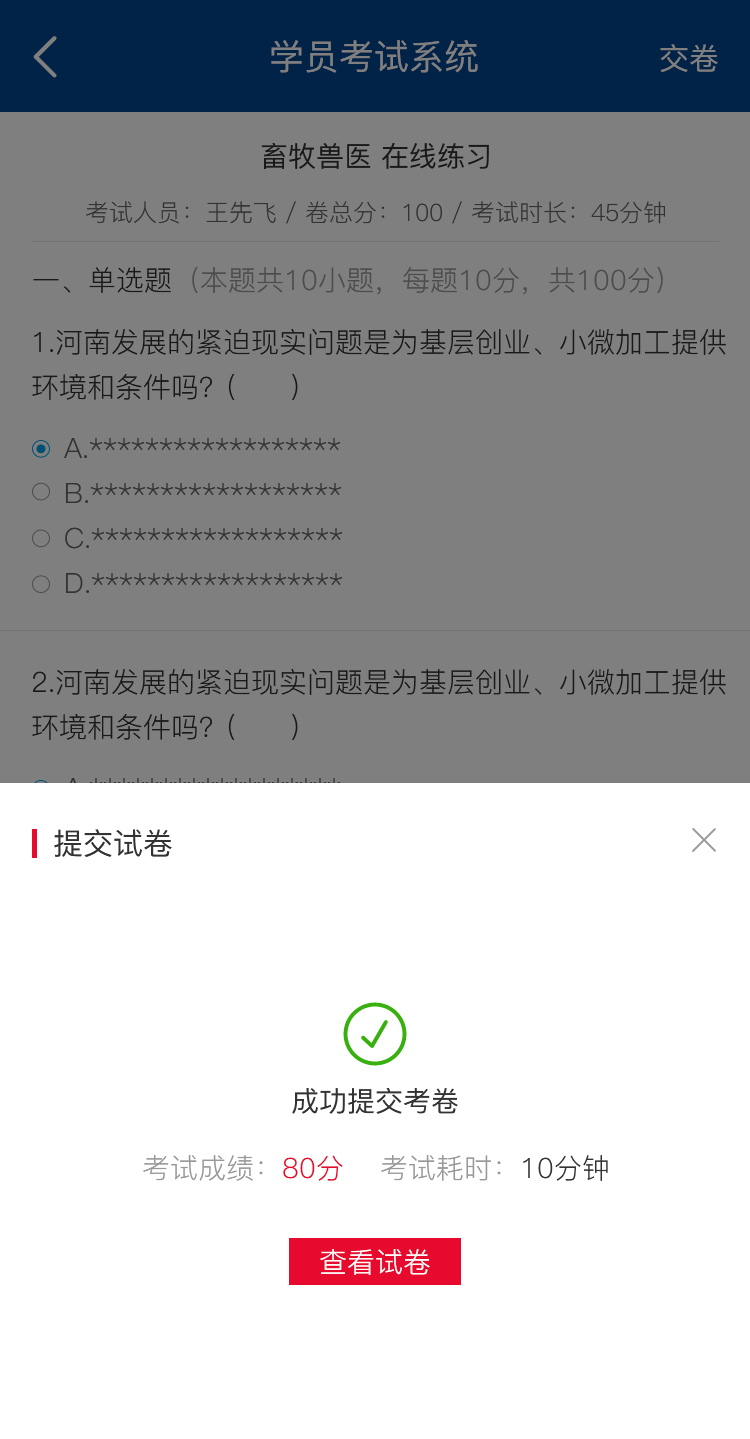 学员考试系统 交卷
畜牧兽医 在线练习
考试人员：王先飞 / 卷总分：100 / 考试时长：45分钟
一、单选题（本题共10小题，每题10分，共100分）
1.河南发展的紧迫现实问题是为基层创业、小微加工提供
环境和条件吗?（  ）
A.******************
B.******************
C.******************
D.******************
2.河南发展的紧迫现实问题是为基层创业、小微加工提供
环境和条件吗?（  ）
提交试卷
成功提交考卷
考试成绩：80分 考试耗时：10分钟
查看试卷